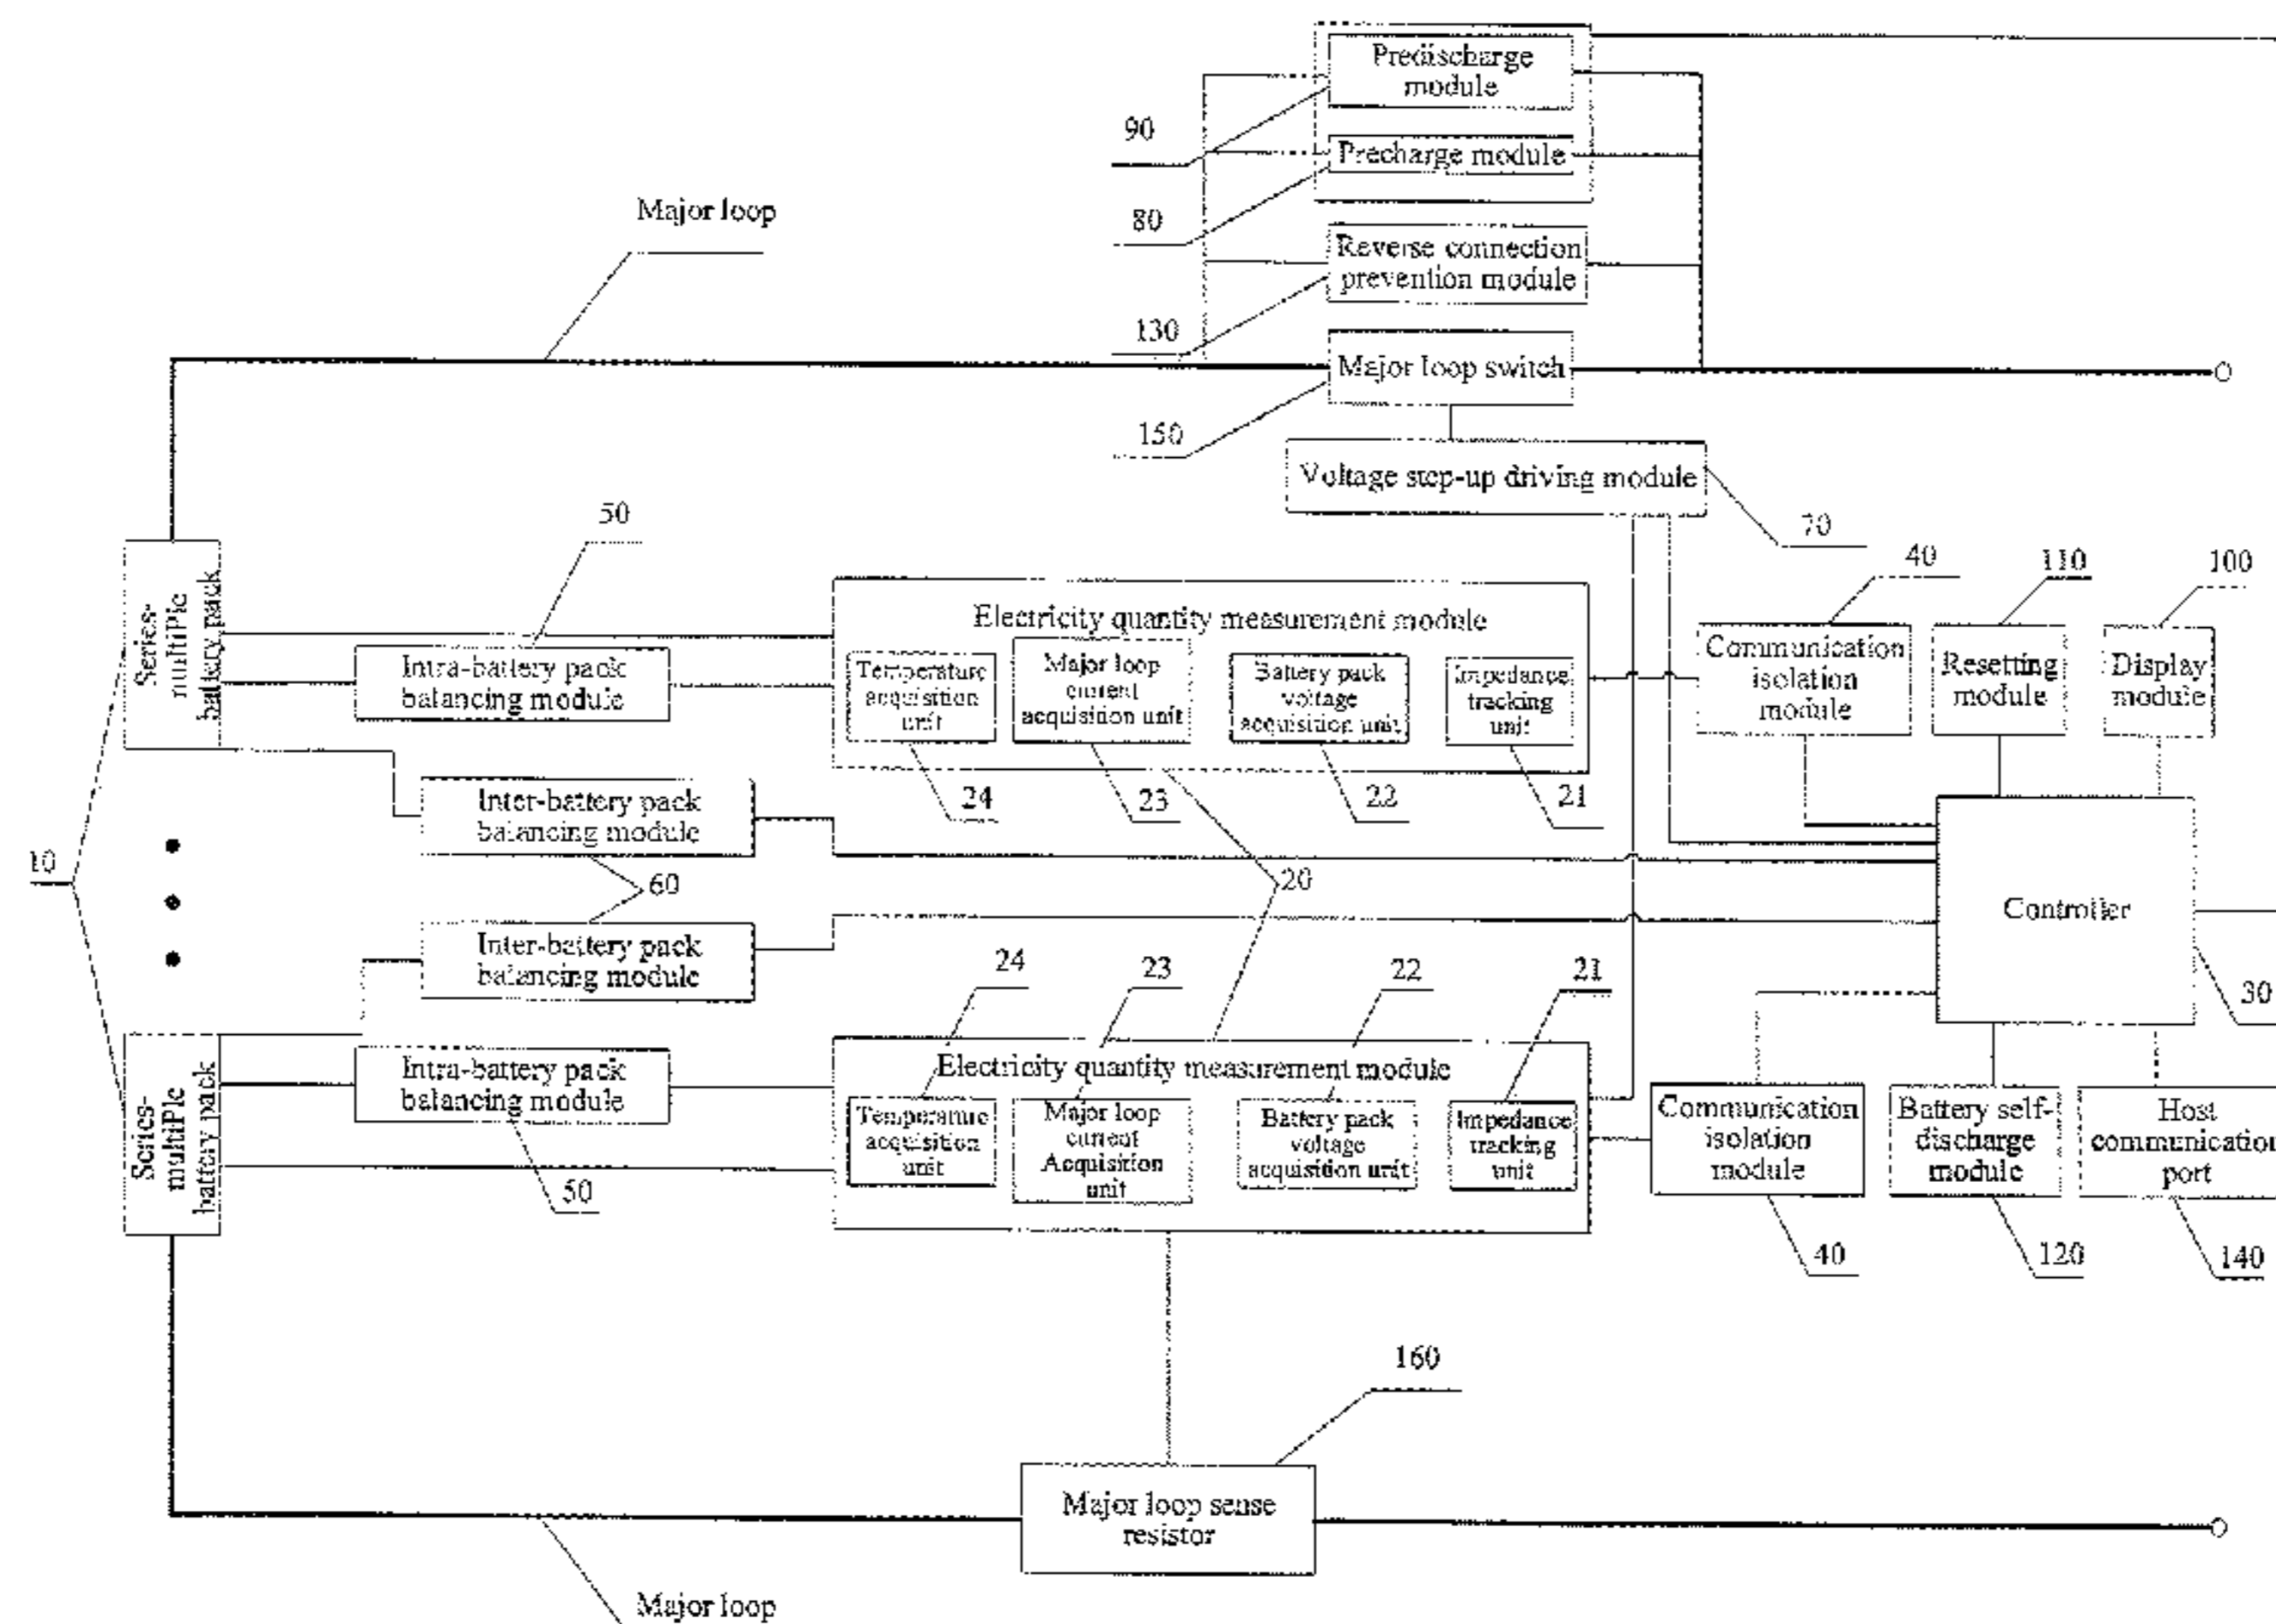 Predischarge
module
90
Precharge module
Major loop
80
Reverse connection
prevention module
130
Major loop switch
150
Voltage step-up driving module
50
70
40
110
100
Series-
multiPle
battery pack
Electricity quantity measurement module
Communication
isolation
module
Resetting
module
Display
module
Intra-battery pack
balancing module
Temperature
acquisition
unit
Major loop
current
acquisition unit
Battery pack
voltage
acquisition unit
Impedance
tracking
unit
Inter-battery pack
balancing module
24
23
22
21
10
60
20
Controller
Inter-battery pack
balancing module
24
23
22
21
30
Series-
multiPle
battery pack
Intra-battery pack
balancing module
Electricity quantity measurement module
Temperature
acquisition
unit
Major loop
current
Acquisition
unit
Battery pack
voltage
acquisition unit
Impedance
tracking
unit
Communication
isolation
module
Battery self-
discharge
module
Host
communication
port
50
40
120
140
160
Major loop sense
resistor
Major loop